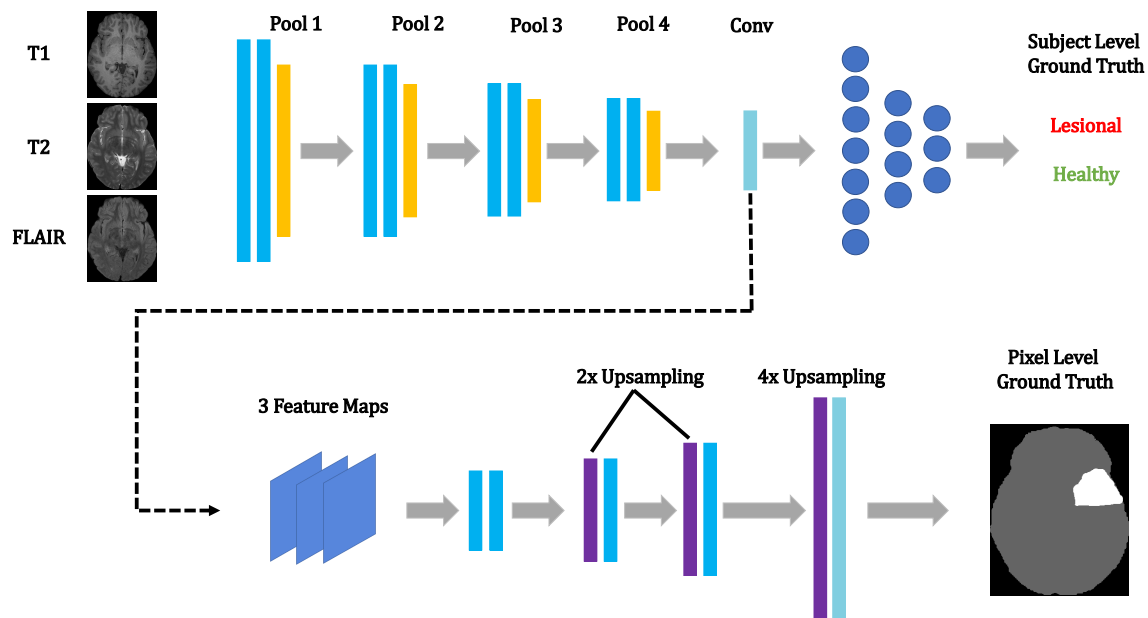 Pool 1
Pool 2
Pool 3
Pool 4
Conv
T1
T2
FLAIR
Subject Level
Ground Truth
Lesional
Healthy
3 Feature Maps
2x Upsampling
4x Upsampling
Pixel Level
Ground Truth